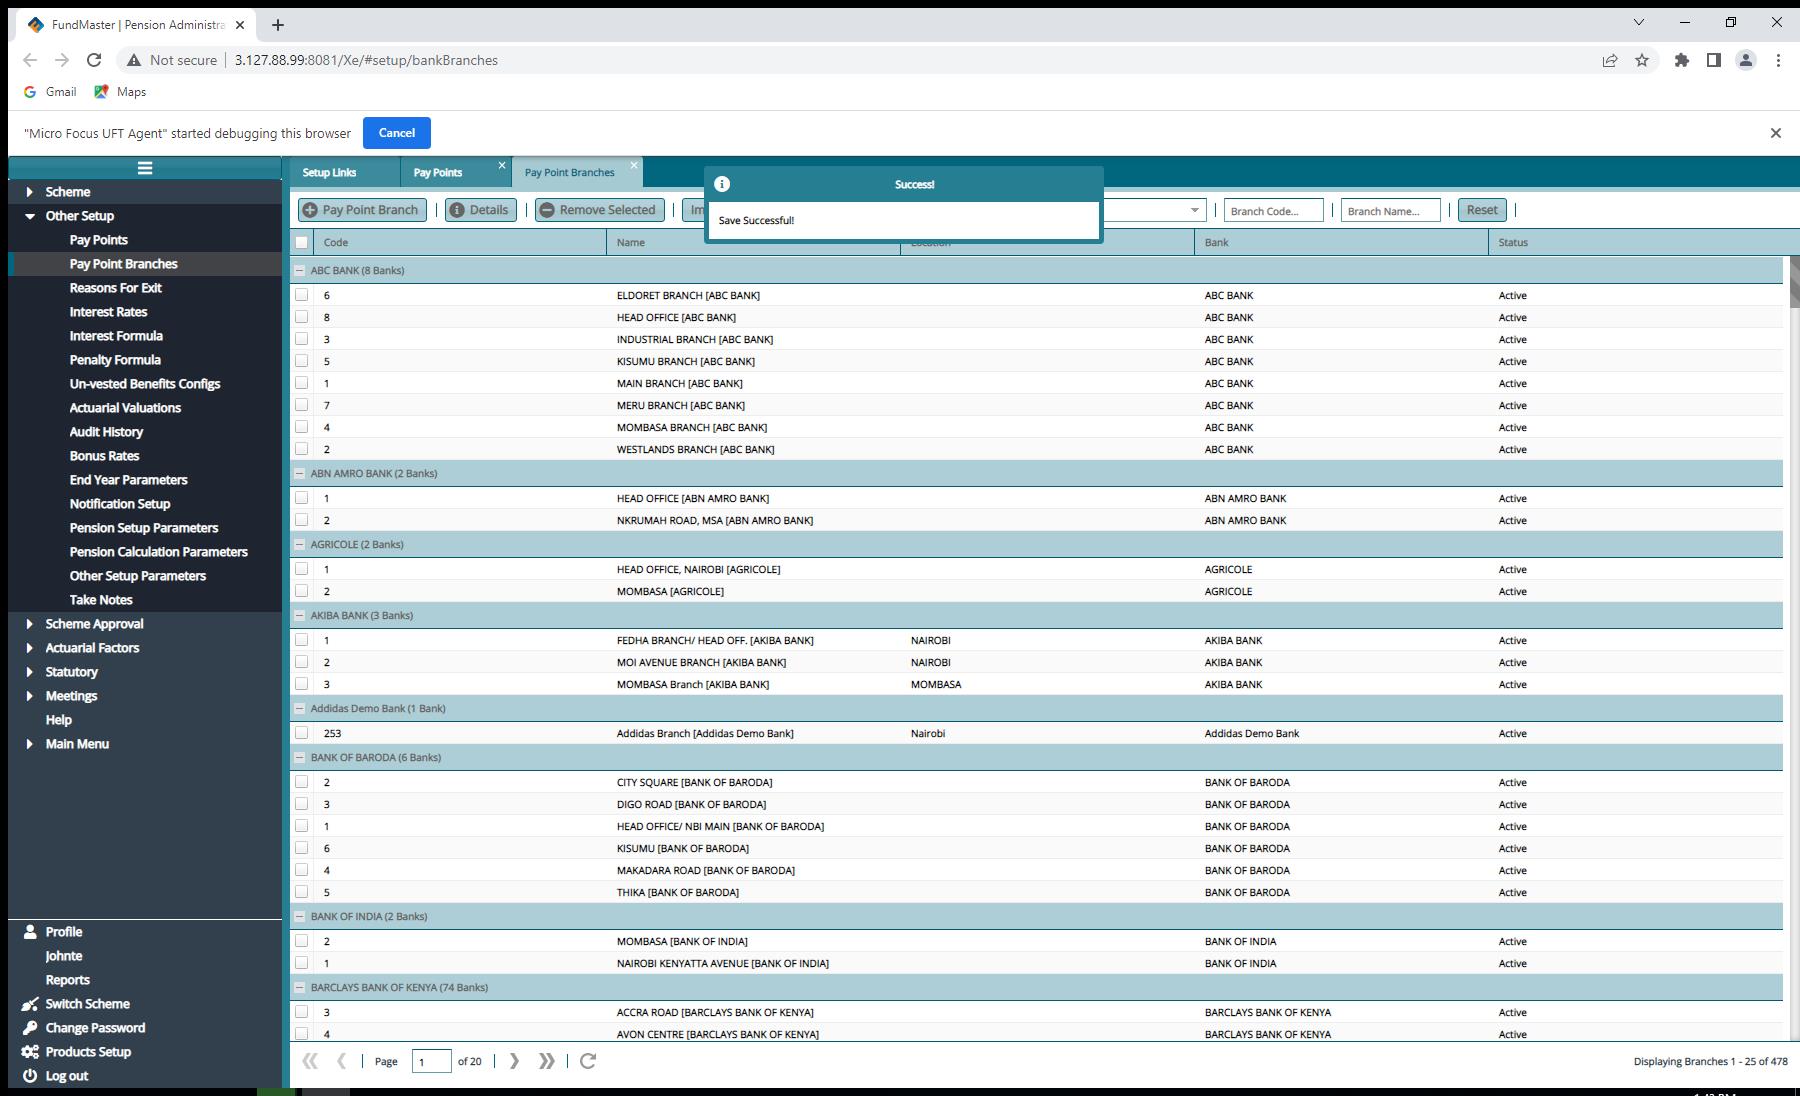 FundMaster | Pension Administra
Not secure
3.127.88.99:8081/Xe/#setup/bankBranches
Gmail
Maps
"Micro Focus UFT Agent" started debugging this browser
Cancel
Scheme
Other Setup
Pay Points
Pay Point Branches
Reasons For Exit
Interest Rates
Interest Formula
Penalty Formula
Un-vested Benefits Configs
Actuarial Valuations
Audit History
Bonus Rates
End Year Parameters
Notification Setup
Pension Setup Parameters
Pension Calculation Parameters
Other Setup Parameters
Take Notes
Scheme Approval
Actuarial Factors
Statutory
Meetings
Help
Main Menu
Profile
Johnte
Reports
Switch Scheme
Change Password
Products Setup
Log out
Setup Links
Pay Points
Pay Point Branches
Success!
Save Successful!
Pay Point Branch
Details
Remove Selected
Im
Branch Code...
Branch Name...
Reset
Code Name Location Bank Status
ABC BANK (8 Banks)
6 ELDORET BRANCH [ABC BANK] ABC BANK Active
8 HEAD OFFICE [ABC BANK] ABC BANK Active
3 INDUSTRIAL BRANCH [ABC BANK] ABC BANK Active
5 KISUMU BRANCH [ABC BANK] ABC BANK Active
1 MAIN BRANCH [ABC BANK] ABC BANK Active
7 MERU BRANCH [ABC BANK] ABC BANK Active
4 MOMBASA BRANCH [ABC BANK] ABC BANK Active
2 WESTLANDS BRANCH [ABC BANK] ABC BANK Active
ABN AMRO BANK (2 Banks)
1 HEAD OFFICE [ABN AMRO BANK] ABN AMRO BANK Active
2 NKRUMAH ROAD, MSA [ABN AMRO BANK] ABN AMRO BANK Active
AGRICOLE (2 Banks)
1 HEAD OFFICE, NAIROBI [AGRICOLE] AGRICOLE Active
2 MOMBASA [AGRICOLE] AGRICOLE Active
AKIBA BANK (3 Banks)
1 FEDHA BRANCH/ HEAD OFF. [AKIBA BANK] NAIROBI AKIBA BANK Active
2 MOI AVENUE BRANCH [AKIBA BANK] NAIROBI AKIBA BANK Active
3 MOMBASA Branch [AKIBA BANK] MOMBASA AKIBA BANK Active
Addidas Demo Bank (1 Bank)
253 Addidas Branch [Addidas Demo Bank] Nairobi Addidas Demo Bank Active
BANK OF BARODA (6 Banks)
2 CITY SQUARE [BANK OF BARODA] BANK OF BARODA Active
3 DIGO ROAD [BANK OF BARODA] BANK OF BARODA Active
1 HEAD OFFICE/ NBI MAIN [BANK OF BARODA] BANK OF BARODA Active
6 KISUMU [BANK OF BARODA] BANK OF BARODA Active
4 MAKADARA ROAD [BANK OF BARODA] BANK OF BARODA Active
5 THIKA [BANK OF BARODA] BANK OF BARODA Active
BANK OF INDIA (2 Banks)
2 MOMBASA [BANK OF INDIA] BANK OF INDIA Active
1 NAIROBI KENYATTA AVENUE [BANK OF INDIA] BANK OF INDIA Active
BARCLAYS BANK OF KENYA (74 Banks)
3 ACCRA ROAD [BARCLAYS BANK OF KENYA] BARCLAYS BANK OF KENYA Active
4 AVON CENTRE [BARCLAYS BANK OF KENYA] BARCLAYS BANK OF KENYA Active
Page 1 of 20
Displaying Branches 1 - 25 of 478